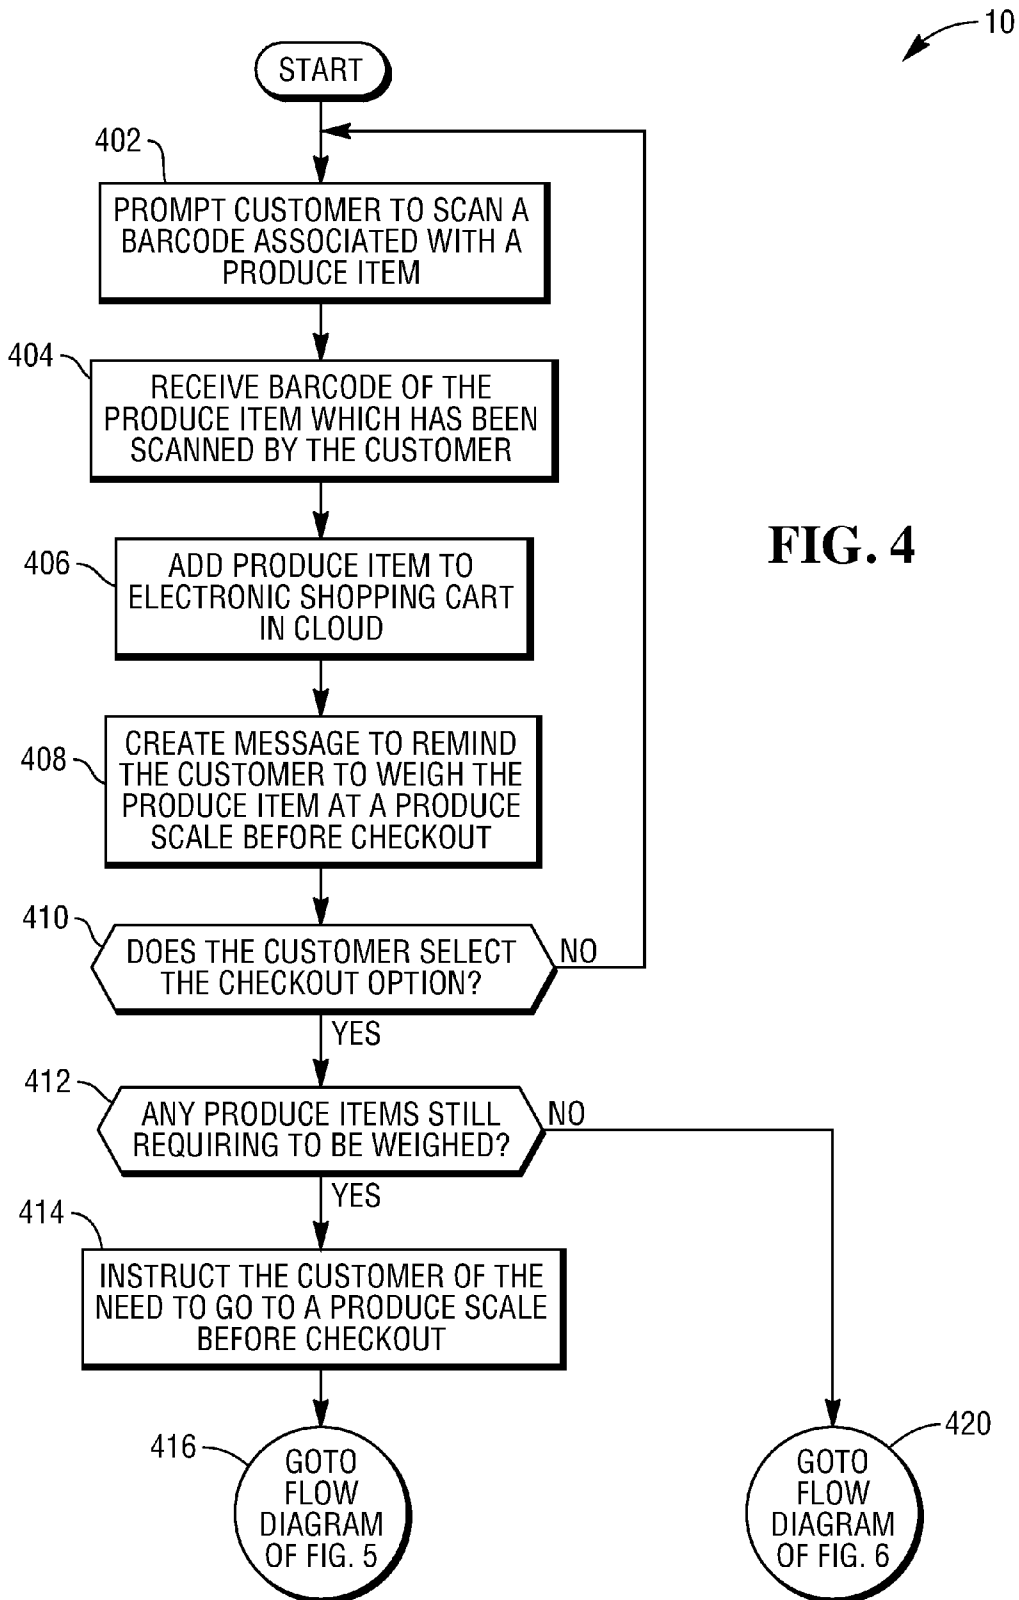 10
START
402
PROMPT CUSTOMER TO SCAN A
BARCODE ASSOCIATED WITH A
PRODUCE ITEM
404
RECEIVE BARCODE OF THE
PRODUCE ITEM WHICH HAS BEEN
SCANNED BY THE CUSTOMER
FIG. 4
406
ADD PRODUCE ITEM TO
ELECTRONIC SHOPPING CART
IN CLOUD
408
CREATE MESSAGE TO REMIND
THE CUSTOMER TO WEIGH THE
PRODUCE ITEM AT A PRODUCE
SCALE BEFORE CHECKOUT
410
DOES THE CUSTOMER SELECT
THE CHECKOUT OPTION?
NO
YES
412
ANY PRODUCE ITEMS STILL
REQUIRING TO BE WEIGHED?
NO
YES
414
INSTRUCT THE CUSTOMER OF THE
NEED TO GO TO A PRODUCE SCALE
BEFORE CHECKOUT
416
GOTO
FLOW
DIAGRAM
OF FIG. 5
420
GOTO
FLOW
DIAGRAM
OF FIG. 6